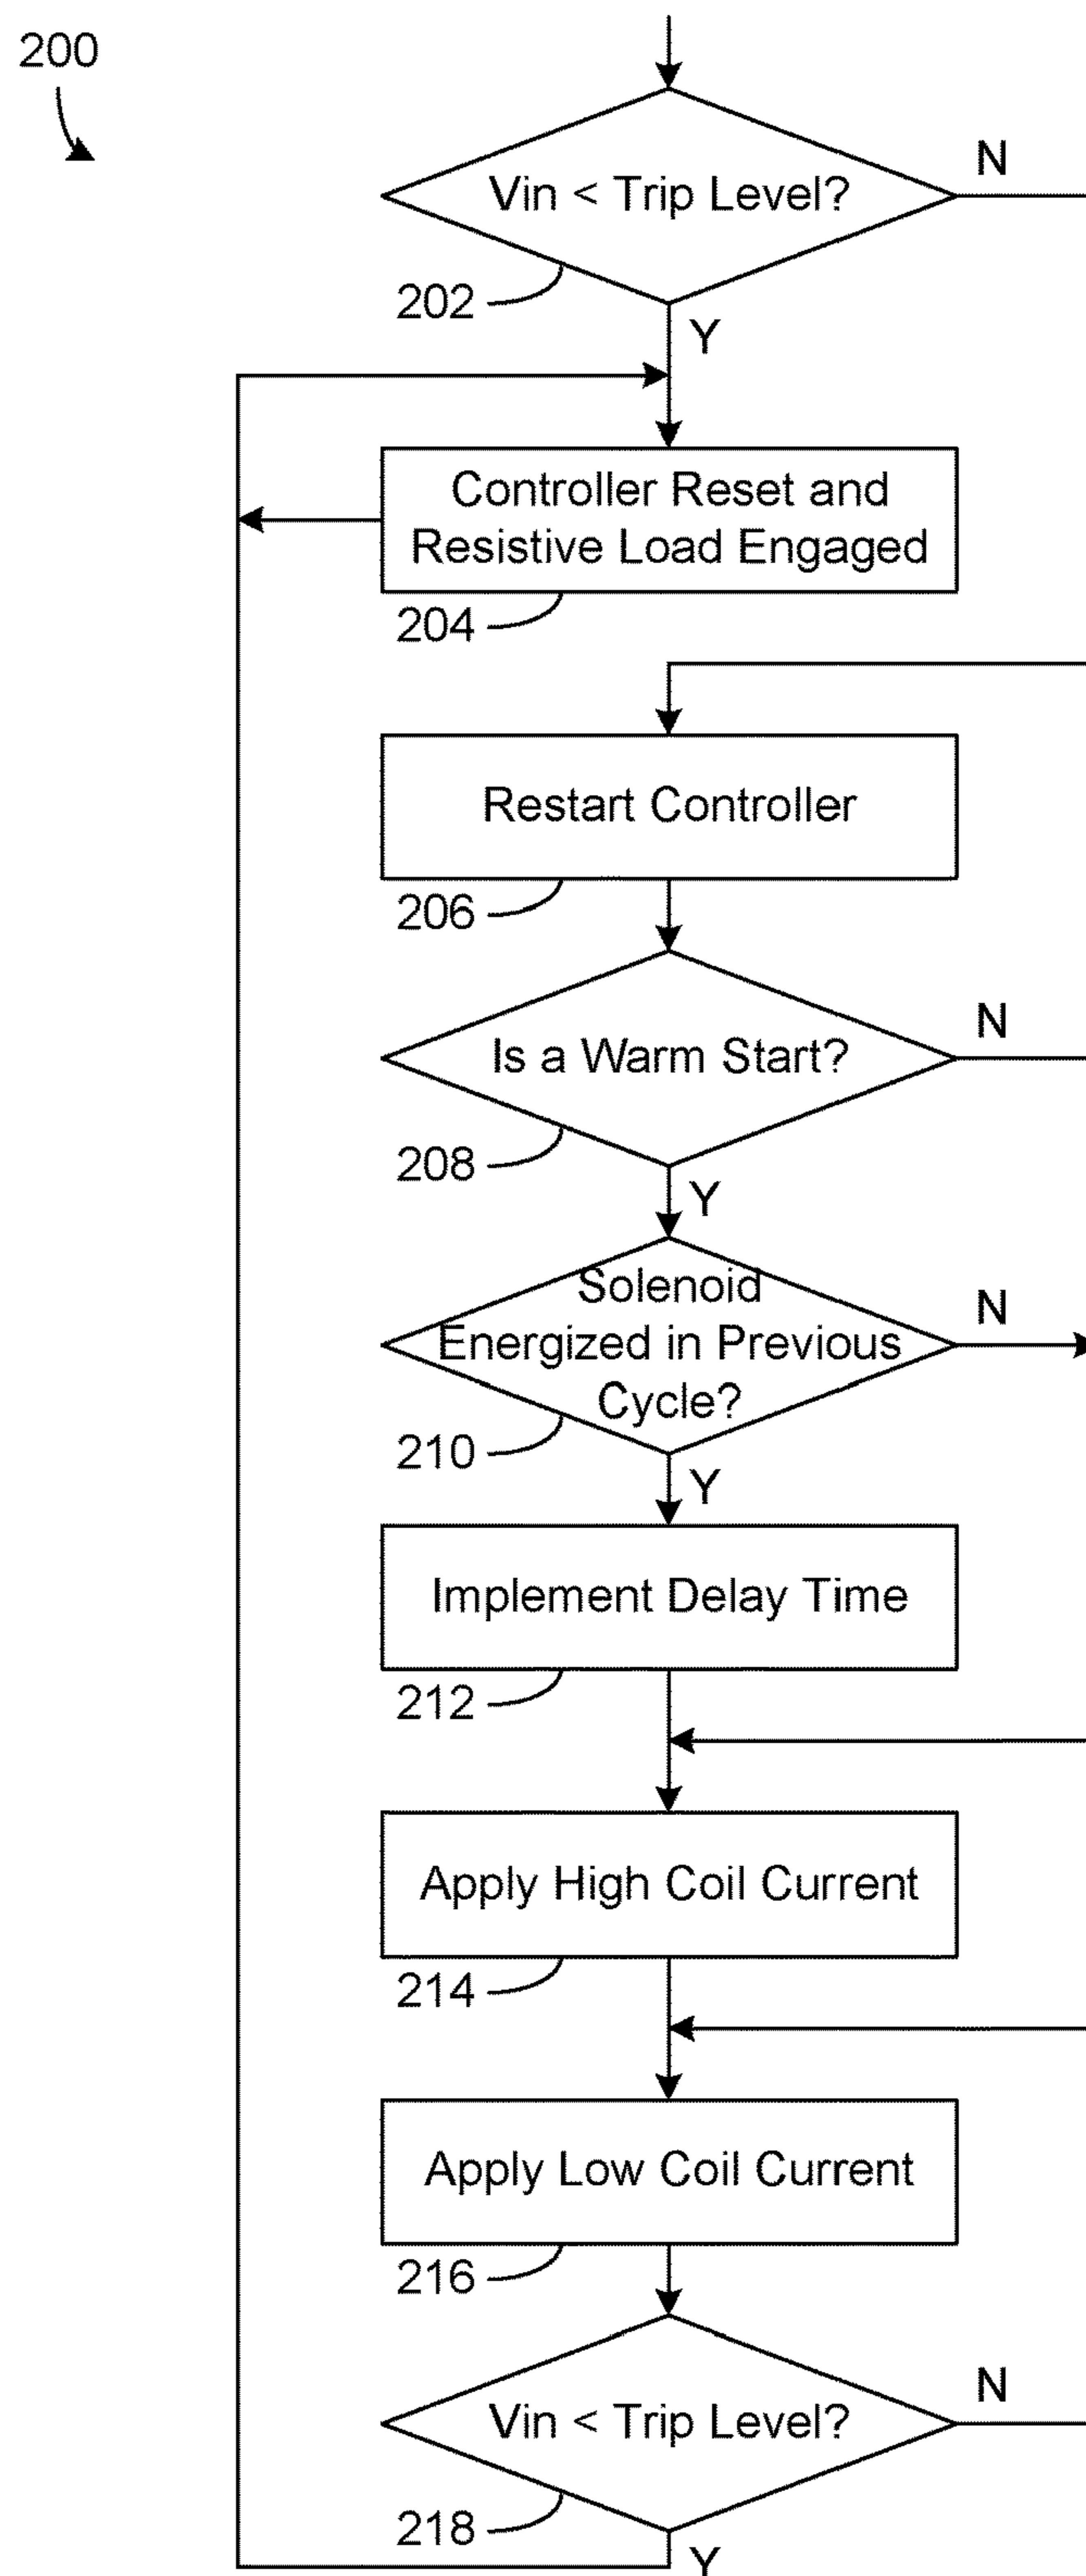 200
Vin < Trip Level?
N
202
Y
Controller Reset and
Resistive Load Engaged
204
Restart Controller
206
Is a Warm Start?
N
208
Y
Solenoid
Energized in Previous
Cycle?
N
210
Y
Implement Delay Time
212
Apply High Coil Current
214
Apply Low Coil Current
216
Vin < Trip Level?
N
218
Y